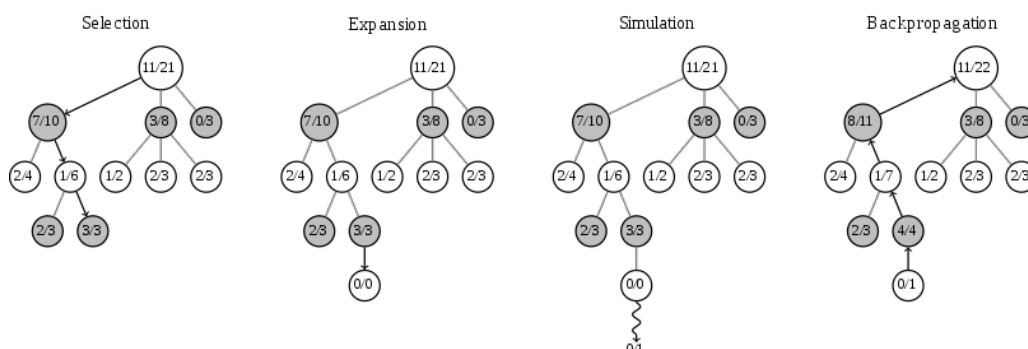 Selection Expansion Simulation Backpropagation
11/21 11/21 11/21 11/22
7/10 3/8 0/3 7/10 3/8 0/3 7/10 3/8 0/3 8/11 3/8 0/3
2/4 1/6 1/2 2/3 2/3 2/4 1/6 1/2 2/3 2/3 2/4 1/6 1/2 2/3 2/3 2/4 1/7 1/2 2/3 2/3
2/3 3/3 2/3 3/3 2/3 3/3 2/3 4/4
0/0 0/0 0/1
0/1